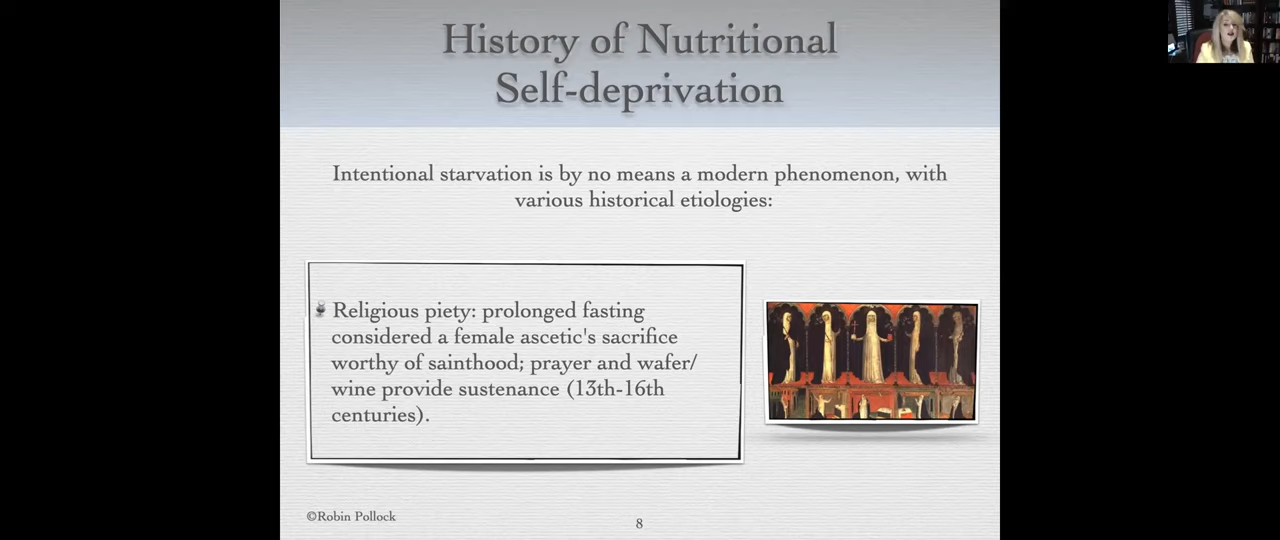 History of Nutritional
Self-deprivation
Intentional starvation is by no means a modern phenomenon, with
various historical etiologies:
Religious piety: prolonged fasting
considered a female ascetic's sacrifice
worthy of sainthood; prayer and wafer/
wine provide sustenance (13th-16th
centuries).
©Robin Pollock
8